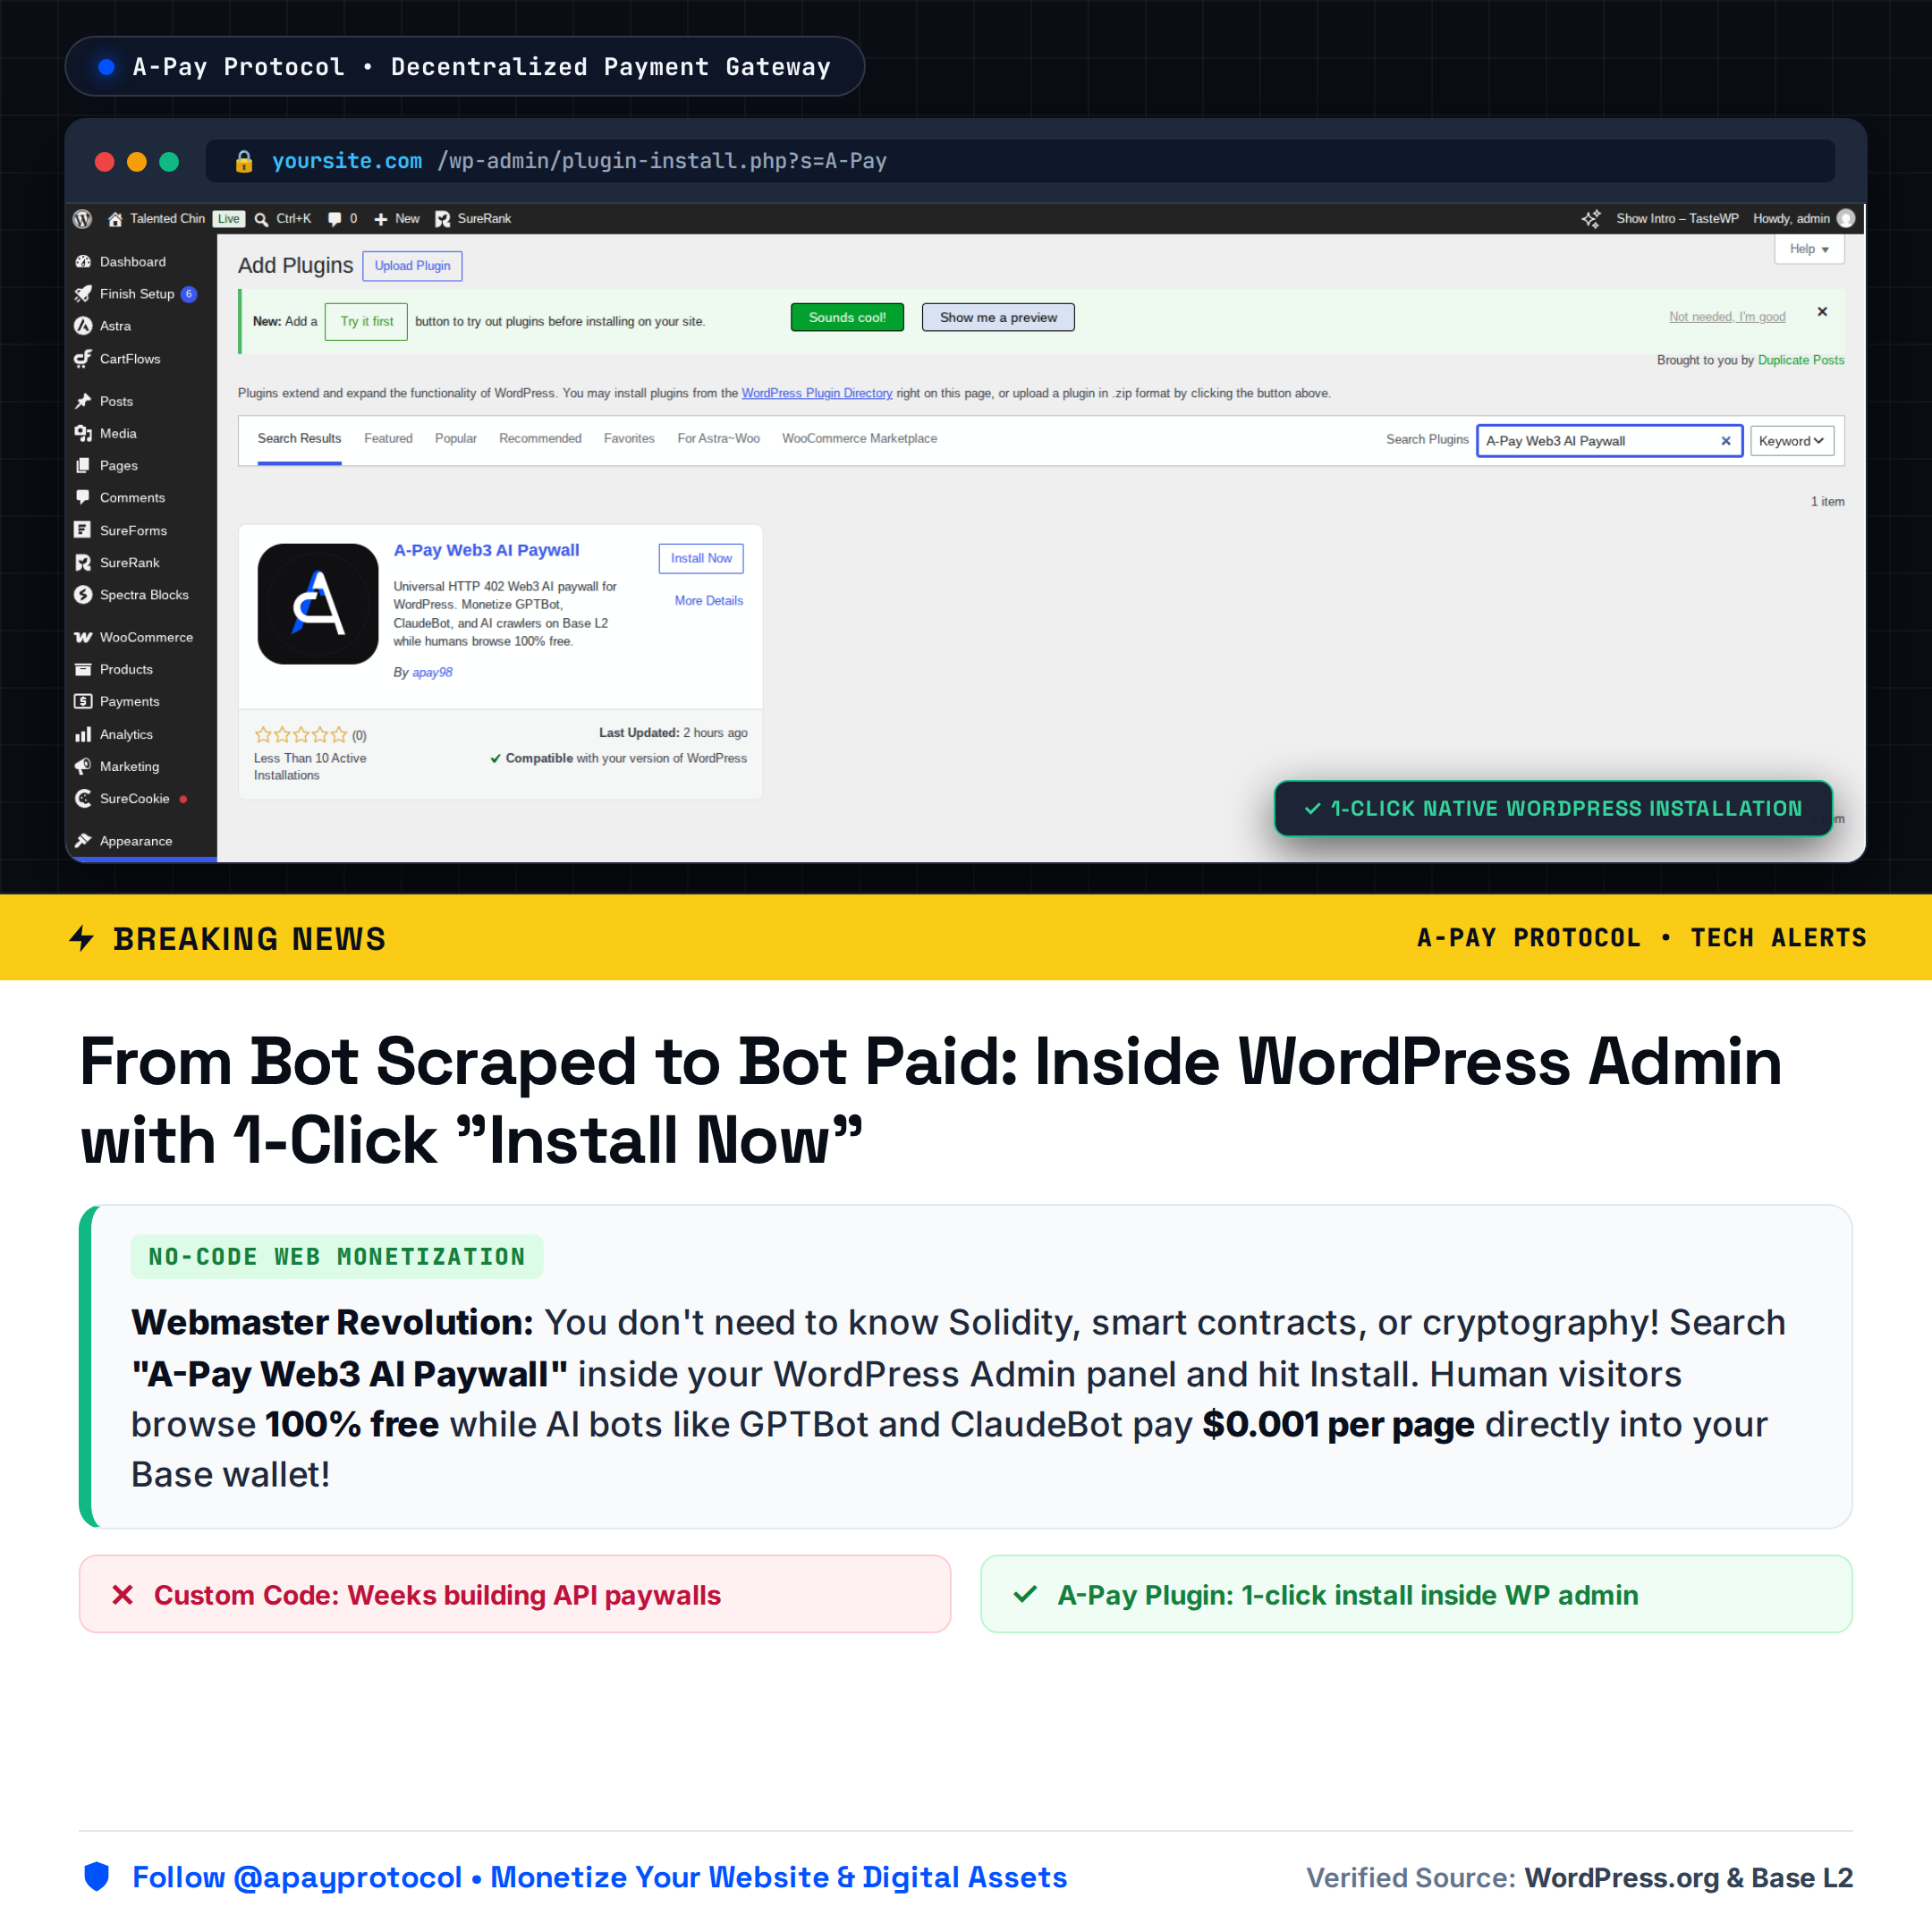 A-Pay Protocol • Decentralized Payment Gateway
yoursite.com /wp-admin/plugin-install.php?s=A-Pay
Talented Chin Live Ctrl+K 0 New SureRank Show Intro – TasteWP Howdy, admin
Dashboard
Finish Setup 6
Astra
CartFlows
Posts
Media
Pages
Comments
SureForms
SureRank
Spectra Blocks
WooCommerce
Products
Payments
Analytics
Marketing
SureCookie
Appearance
Help
Add Plugins Upload Plugin
New: Add a Try it first button to try out plugins before installing on your site. Sounds cool! Show me a preview Not needed, I'm good
Brought to you by Duplicate Posts
Plugins extend and expand the functionality of WordPress. You may install plugins from the WordPress Plugin Directory right on this page, or upload a plugin in .zip format by clicking the button above.
Search Results Featured Popular Recommended Favorites For Astra~Woo WooCommerce Marketplace Search Plugins A-Pay Web3 AI Paywall Keyword
1 item
A-Pay Web3 AI Paywall
Install Now
More Details
Universal HTTP 402 Web3 AI paywall for
WordPress. Monetize GPTBot,
ClaudeBot, and AI crawlers on Base L2
while humans browse 100% free.
By apay98
(0)
Less Than 10 Active
Installations
Last Updated: 2 hours ago
Compatible with your version of WordPress
✓ 1-CLICK NATIVE WORDPRESS INSTALLATION
em
BREAKING NEWS
A-PAY PROTOCOL • TECH ALERTS
From Bot Scraped to Bot Paid: Inside WordPress Admin
with 1-Click ”Install Now”
NO-CODE WEB MONETIZATION
Webmaster Revolution: You don't need to know Solidity, smart contracts, or cryptography! Search
"A-Pay Web3 AI Paywall" inside your WordPress Admin panel and hit Install. Human visitors
browse 100% free while AI bots like GPTBot and ClaudeBot pay $0.001 per page directly into your
Base wallet!
Custom Code: Weeks building API paywalls
A-Pay Plugin: 1-click install inside WP admin
Follow @apayprotocol • Monetize Your Website & Digital Assets
Verified Source: WordPress.org & Base L2